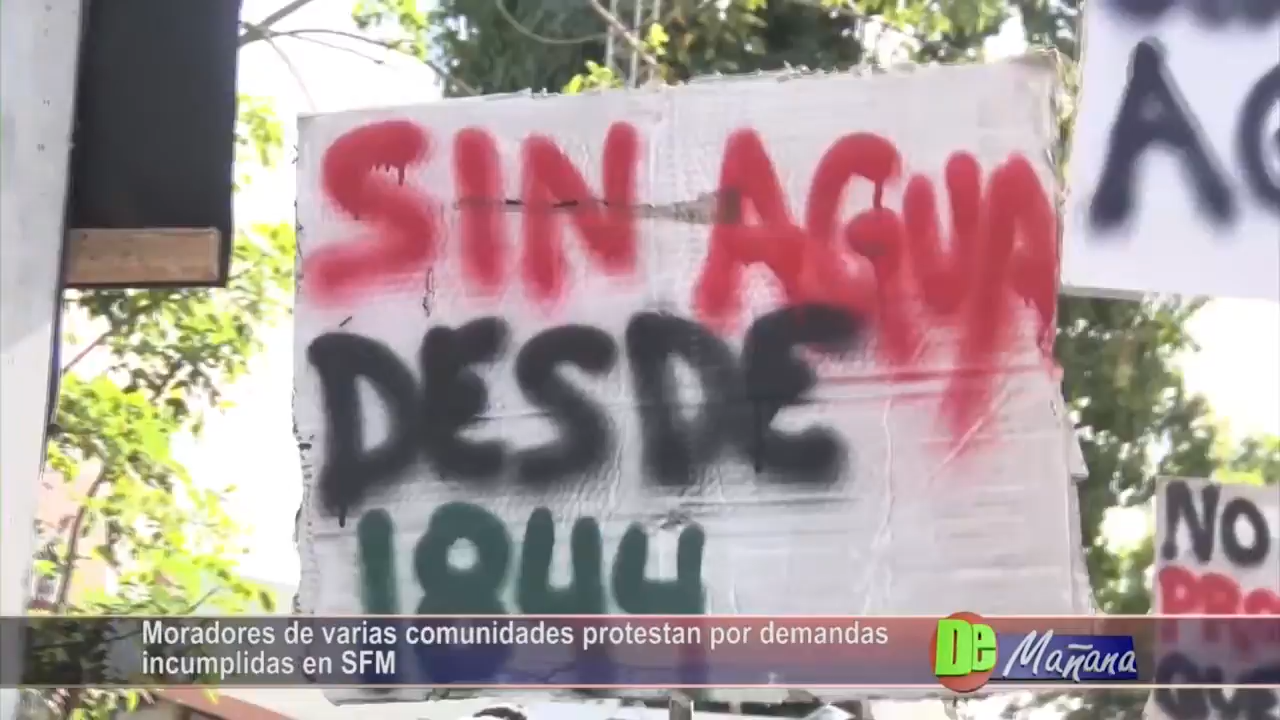 SIN AGUA
DESDE
1844
NO
Moradores de varias comunidades protestan por demandas
incumplidas en SFM
De Mañana